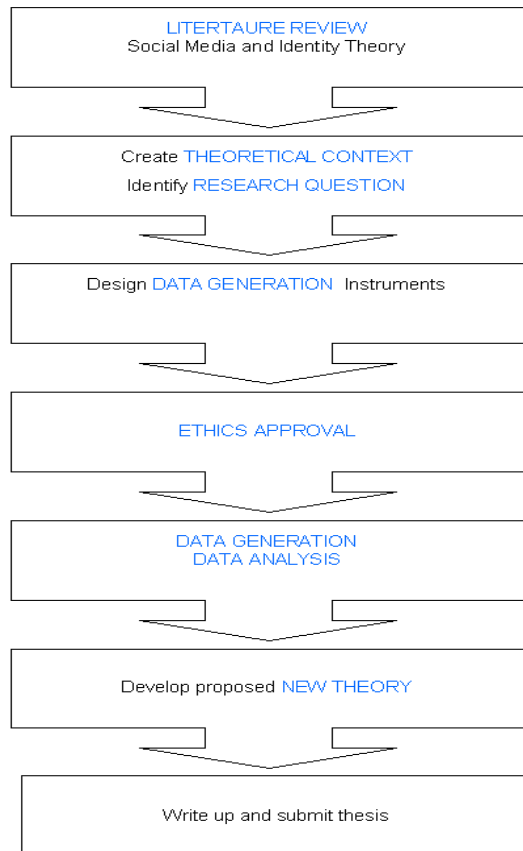 LITERTAURE REVIEW
Social Media and Identity Theory
Create THEORETICAL CONTEXT
Identify RESEARCH QUESTION
Design DATA GENERATION Instruments
ETHICS APPROVAL
DATA GENERATION
DATA ANALYSIS
Develop proposed NEW THEORY
Write up and submit thesis